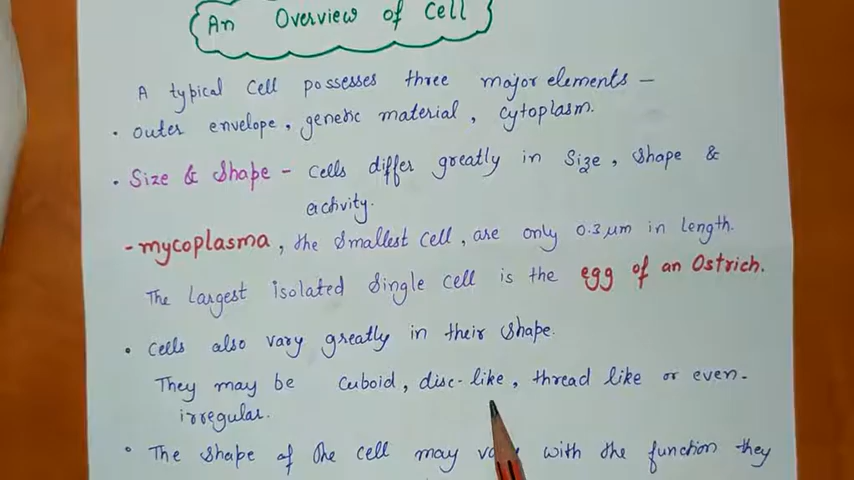 An Overview of Cell
A typical cell possesses three major elements -
• Outer envelope, genetic material, cytoplasm.
• Size & Shape - cells differ greatly in size, shape &
activity.
- mycoplasma, the smallest cell, are only 0.3 μm in length.
The largest isolated single cell is the egg of an Ostrich.
• Cells also vary greatly in their shape.
They may be cuboid, disc-like, thread like or even-
irregular.
• The shape of the cell may with the function they